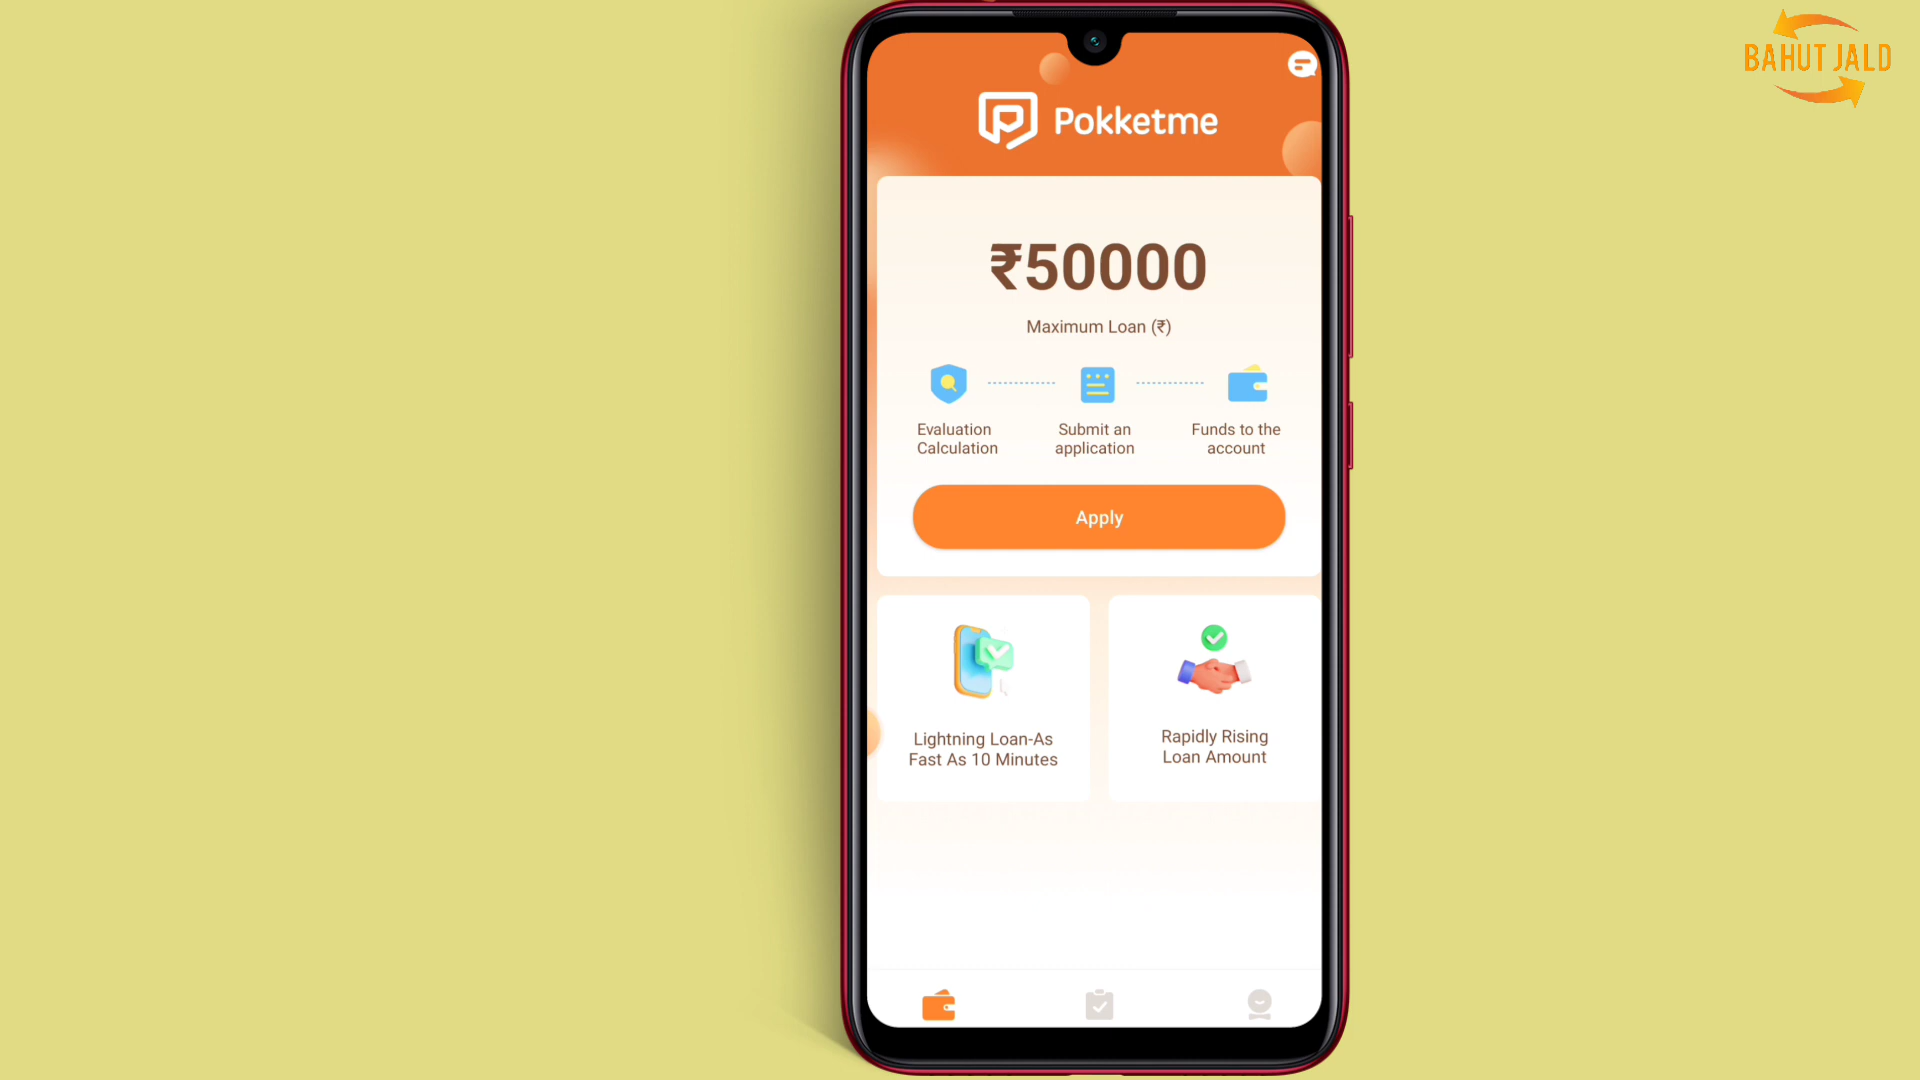 BAHUT JALD
Pokketme
₹50000
Maximum Loan (₹)
Evaluation
Calculation
Submit an
application
Funds to the
account
Apply
Lightning Loan-As
Fast As 10 Minutes
Rapidly Rising
Loan Amount